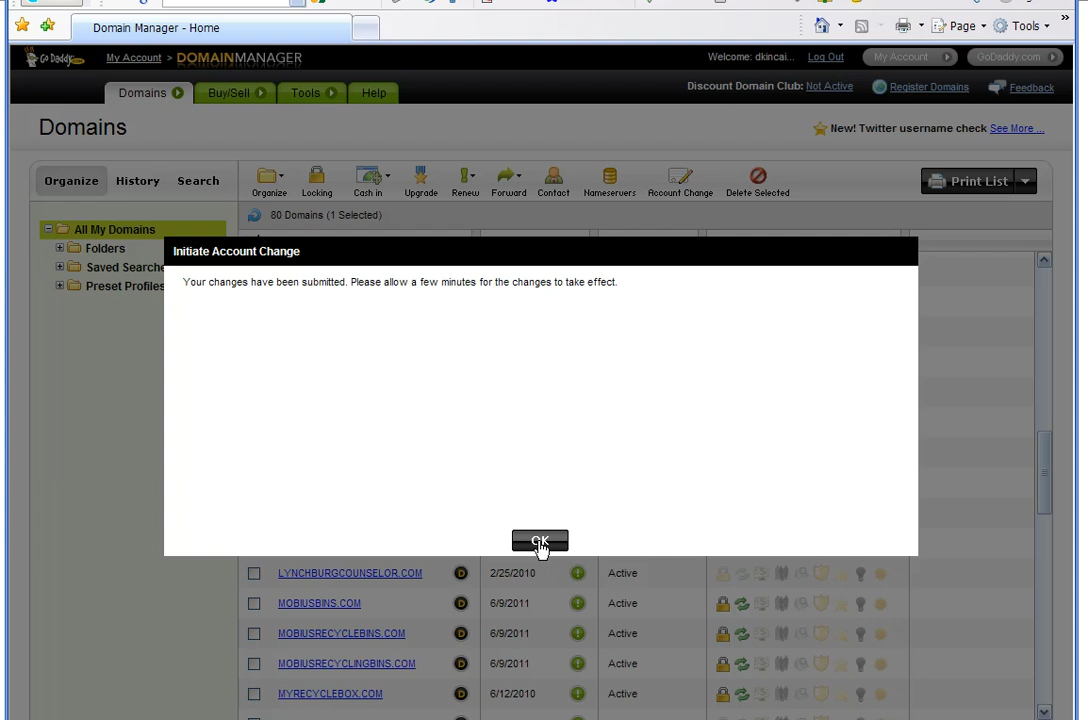 Domain Manager - Home
Page
Tools
»
Go Daddy.com
My Account > DOMAINMANAGER
Welcome: dkincai...
Log Out
My Account
GoDaddy.com
Domains
Buy/Sell
Tools
Help
Discount Domain Club: Not Active
Register Domains
Feedback
Domains
New! Twitter username check See More ...
Organize
History
Search
Organize
Locking
Cash in
Upgrade
Renew
Forward
Contact
Nameservers
Account Change
Delete Selected
Print List
80 Domains (1 Selected)
All My Domains
Folders
Saved Searche
Preset Profiles
Initiate Account Change
Your changes have been submitted. Please allow a few minutes for the changes to take effect.
OK
LYNCHBURGCOUNSELOR.COM D 2/25/2010 Active
MOBIUSBINS.COM D 6/9/2011 Active
MOBIUSRECYCLEBINS.COM D 6/9/2011 Active
MOBIUSRECYCLINGBINS.COM D 6/9/2011 Active
MYRECYCLEBOX.COM D 6/12/2010 Active